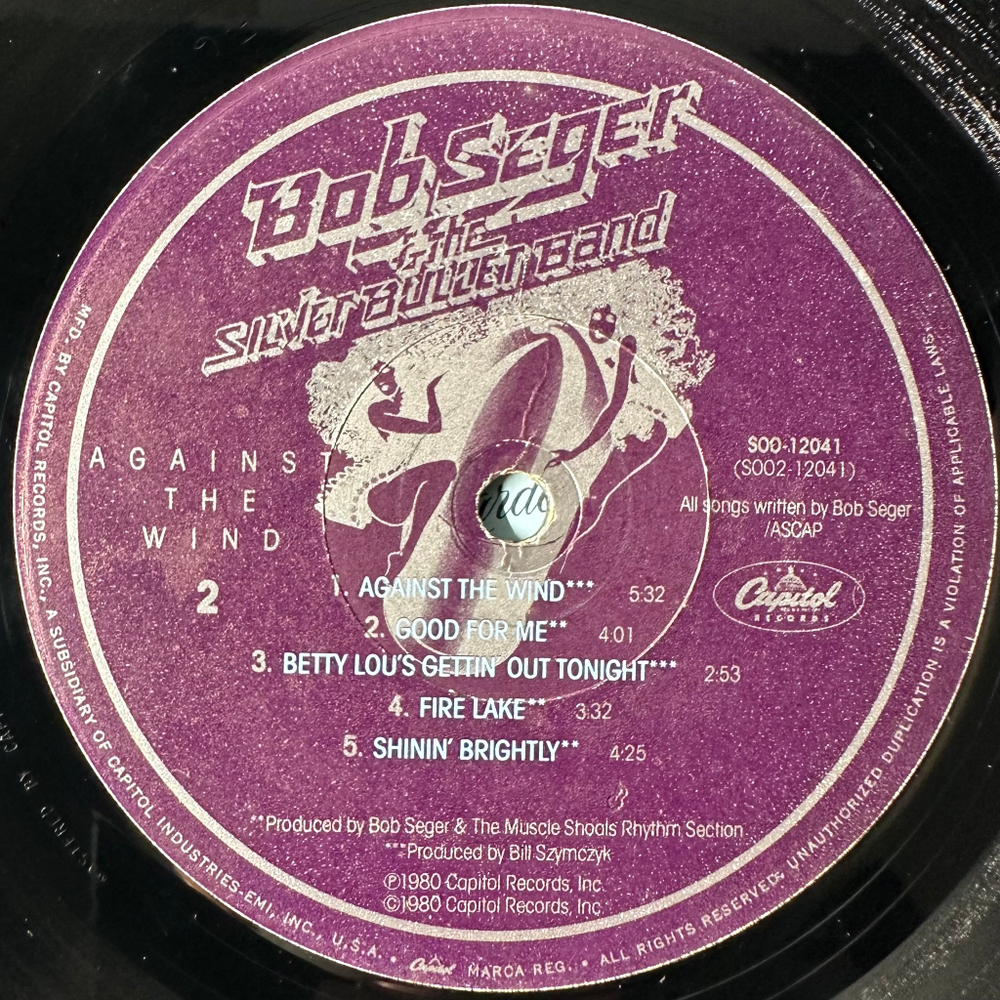 Bob Seger
& The
Silver Bullet Band
AGAINST
THE
WIND
2
SOO-12041
(SOO2-12041)
All songs written by Bob Seger
/ASCAP
Capitol
RECORDS
1. AGAINST THE WIND*** 5:32
2. GOOD FOR ME** 4:01
3. BETTY LOU'S GETTIN' OUT TONIGHT*** 2:53
4. FIRE LAKE** 3:32
5. SHININ' BRIGHTLY** 4:25
**Produced by Bob Seger & The Muscle Shoals Rhythm Section.
***Produced by Bill Szymczyk
℗1980 Capitol Records, Inc.
©1980 Capitol Records, Inc.
MFD. BY CAPITOL RECORDS, INC., A SUBSIDIARY OF CAPITOL INDUSTRIES-EMI, INC., U.S.A. • Capitol MARCA REG. • ALL RIGHTS RESERVED. UNAUTHORIZED DUPLICATION IS A VIOLATION OF APPLICABLE LAWS.